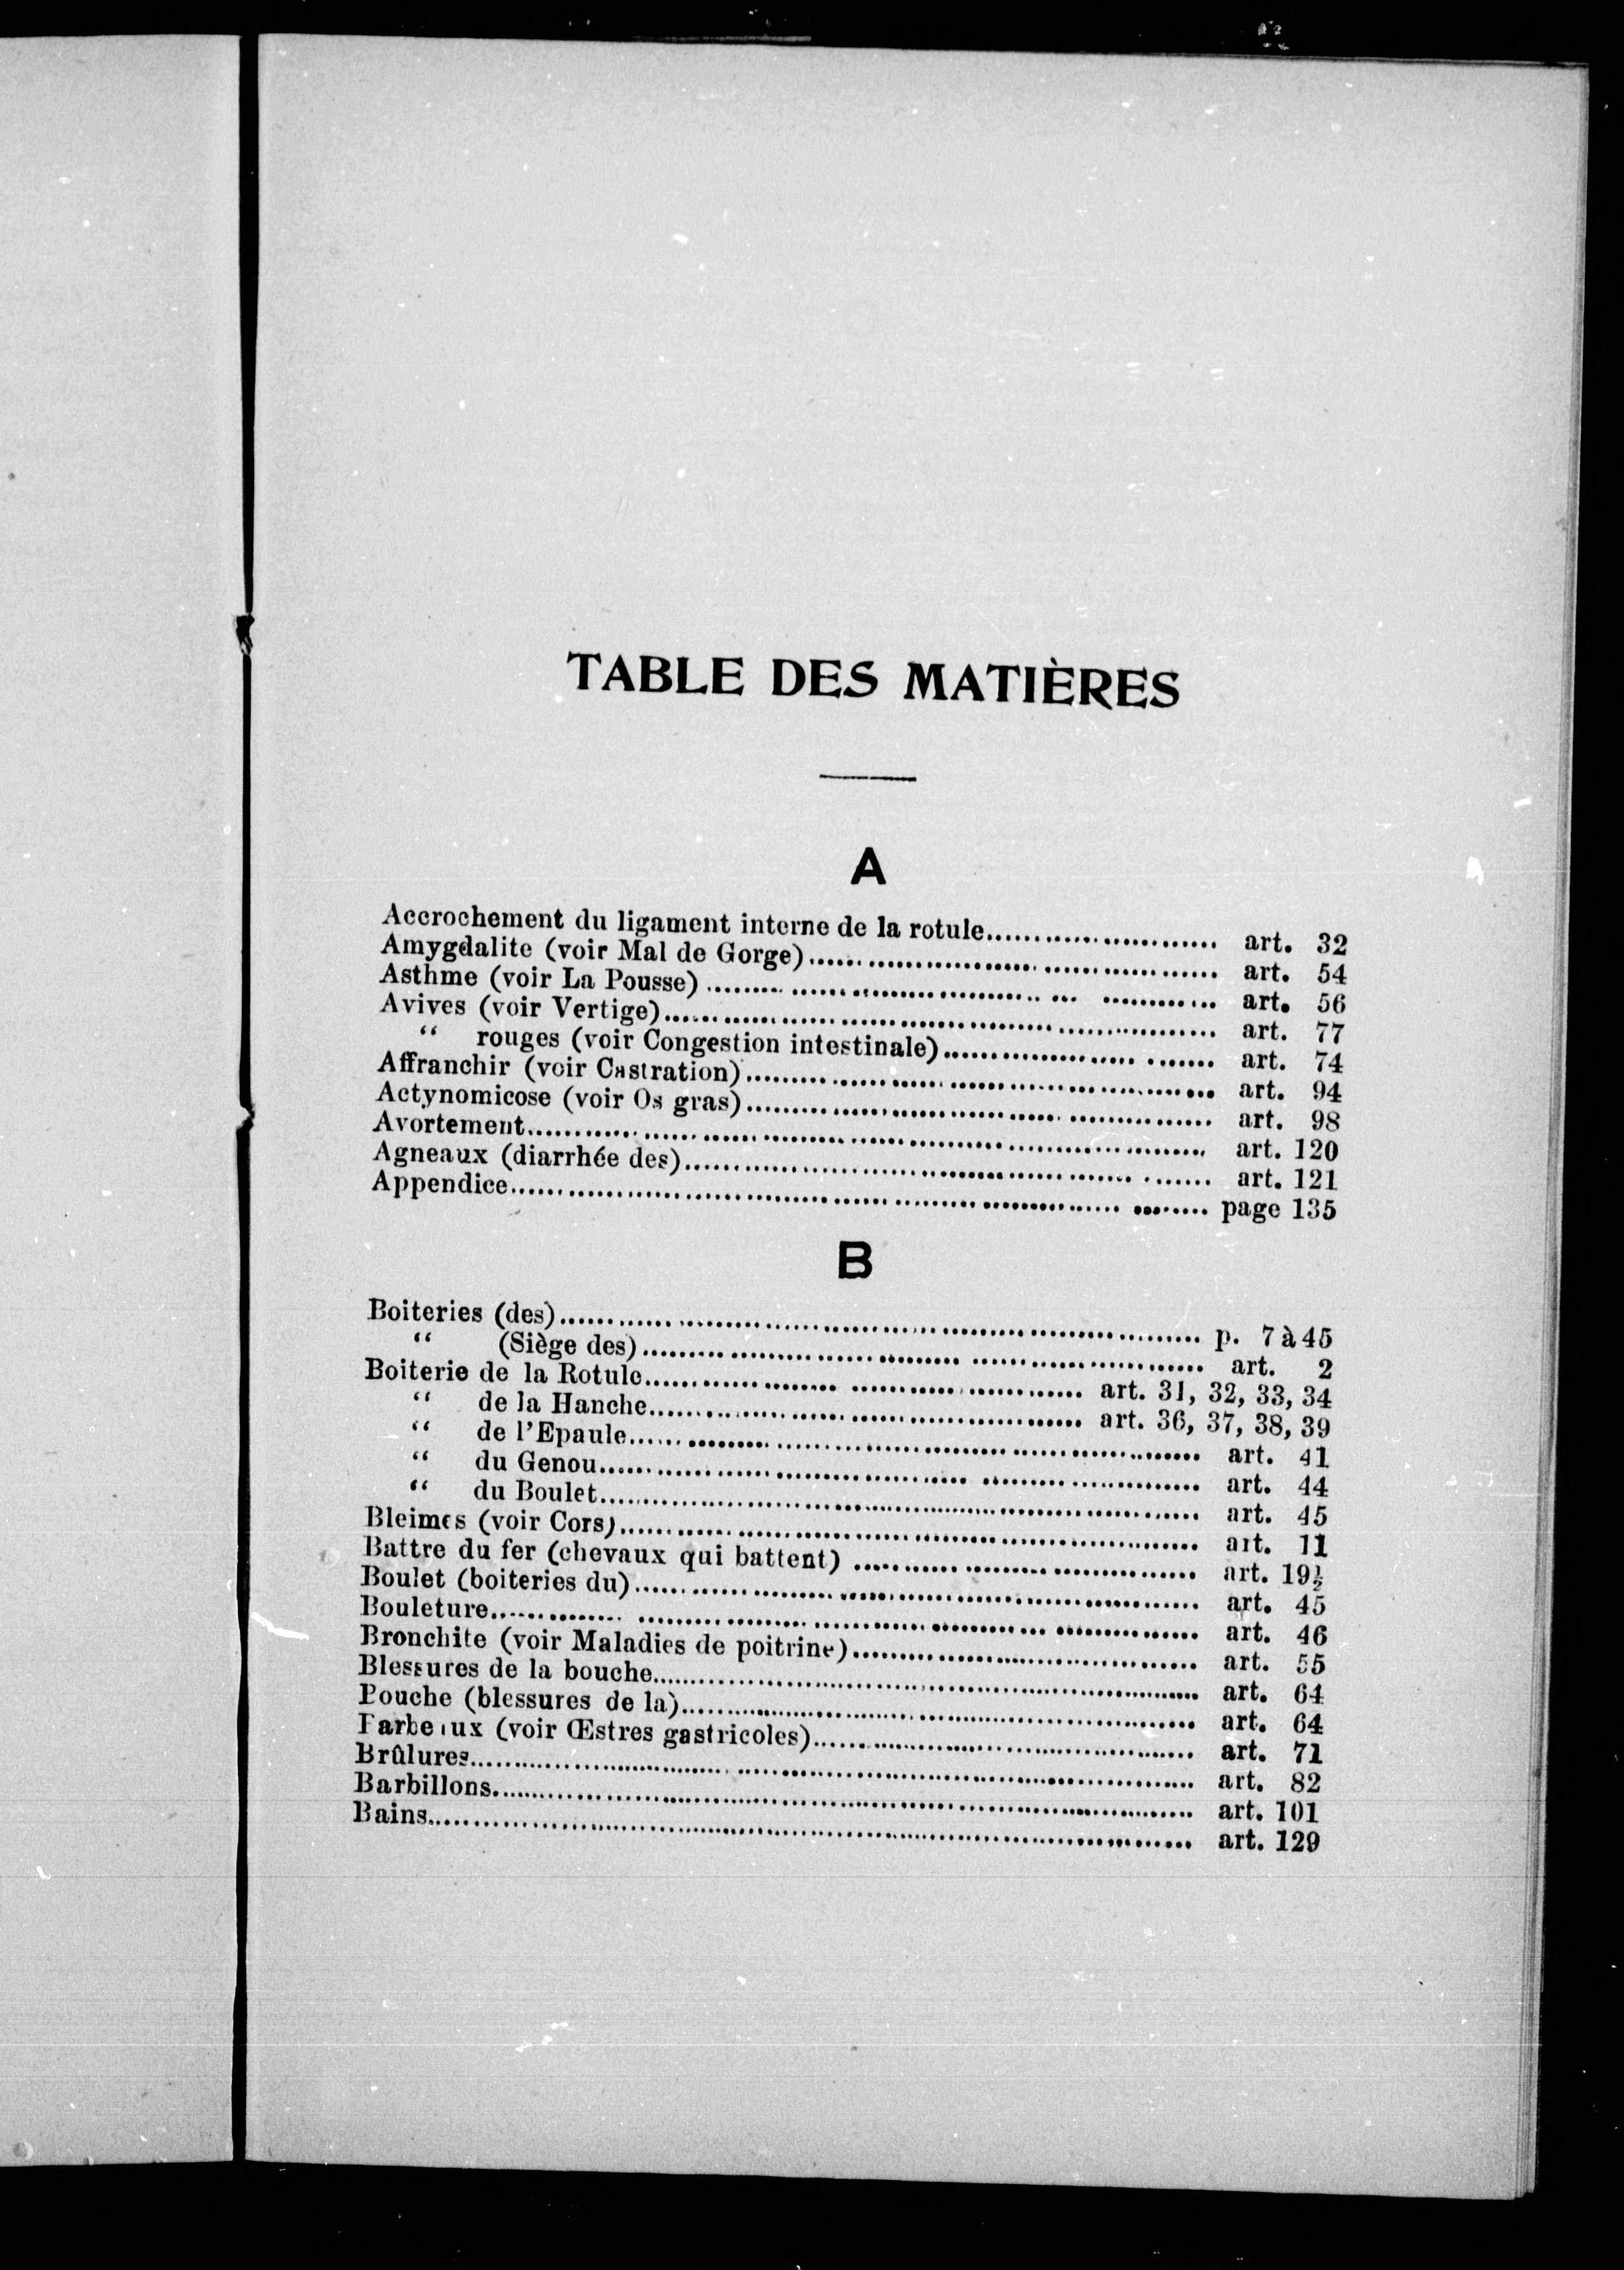 TABLE DES MATIÈRES
A
Accrochement du ligament interne de la rotule........................ art. 32
Amygdalite (voir Mal de Gorge)........................ art. 54
Asthme (voir La Pousse)........................ art. 56
Avives (voir Vertige)........................ art. 77
“ rouges (voir Congestion intestinale)........................ art. 74
Affranchir (voir Castration)........................ art. 94
Actynomicose (voir Os gras)........................ art. 98
Avortement........................ art. 120
Agneaux (diarrhée des)........................ art. 121
Appendice........................ page 135
B
Boiteries (des)........................ p. 7 à 45
“ (Siège des)........................ art. 2
Boiterie de la Rotule........................ art. 31, 32, 33, 34
“ de la Hanche........................ art. 36, 37, 38, 39
“ de l'Epaule........................ art. 41
“ du Genou........................ art. 44
“ du Boulet........................ art. 45
Bleimes (voir Cors)........................ art. 11
Battre du fer (chevaux qui battent)........................ art. 19½
Boulet (boiteries du)........................ art. 45
Bouleture........................ art. 46
Bronchite (voir Maladies de poitrine)........................ art. 55
Blessures de la bouche........................ art. 64
Bouche (blessures de la)........................ art. 64
Barbeaux (voir Œstres gastricoles)........................ art. 71
Brûlures........................ art. 82
Barbillons........................ art. 101
Bains........................ art. 129